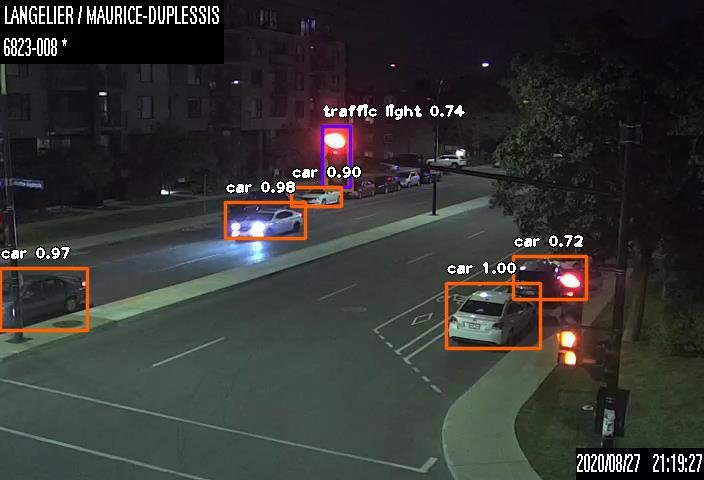 LANGELIER / MAURICE-DUPLESSIS
6823-008 *
traffic light 0.74
car 0.90
car 0.98
car 0.97
car 0.72
car 1.00
2020/08/27 21:19:27